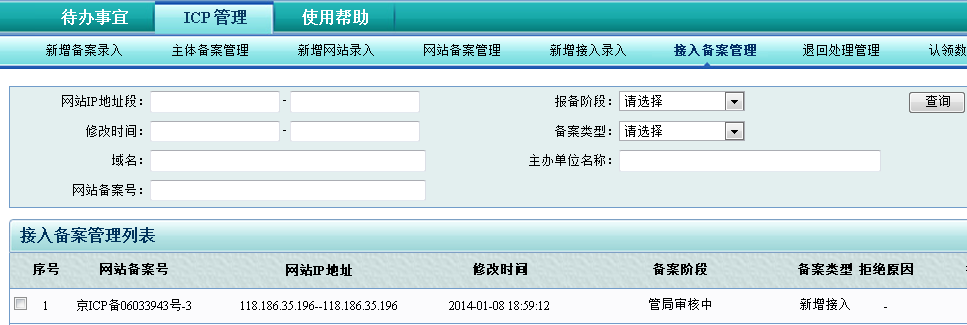 待办事宜 ICP管理 使用帮助
新增备案录入 主体备案管理 新增网站录入 网站备案管理 新增接入录入 接入备案管理 退回处理管理 认领数
网站IP地址段： - 报备阶段： 请选择 查询
修改时间： - 备案类型： 请选择
域名： 主办单位名称：
网站备案号：
接入备案管理列表
序号 网站备案号 网站IP地址 修改时间 备案阶段 备案类型 拒绝原因
1 京ICP备06033943号-3 118.186.35.196--118.186.35.196 2014-01-08 18:59:12 管局审核中 新增接入 -